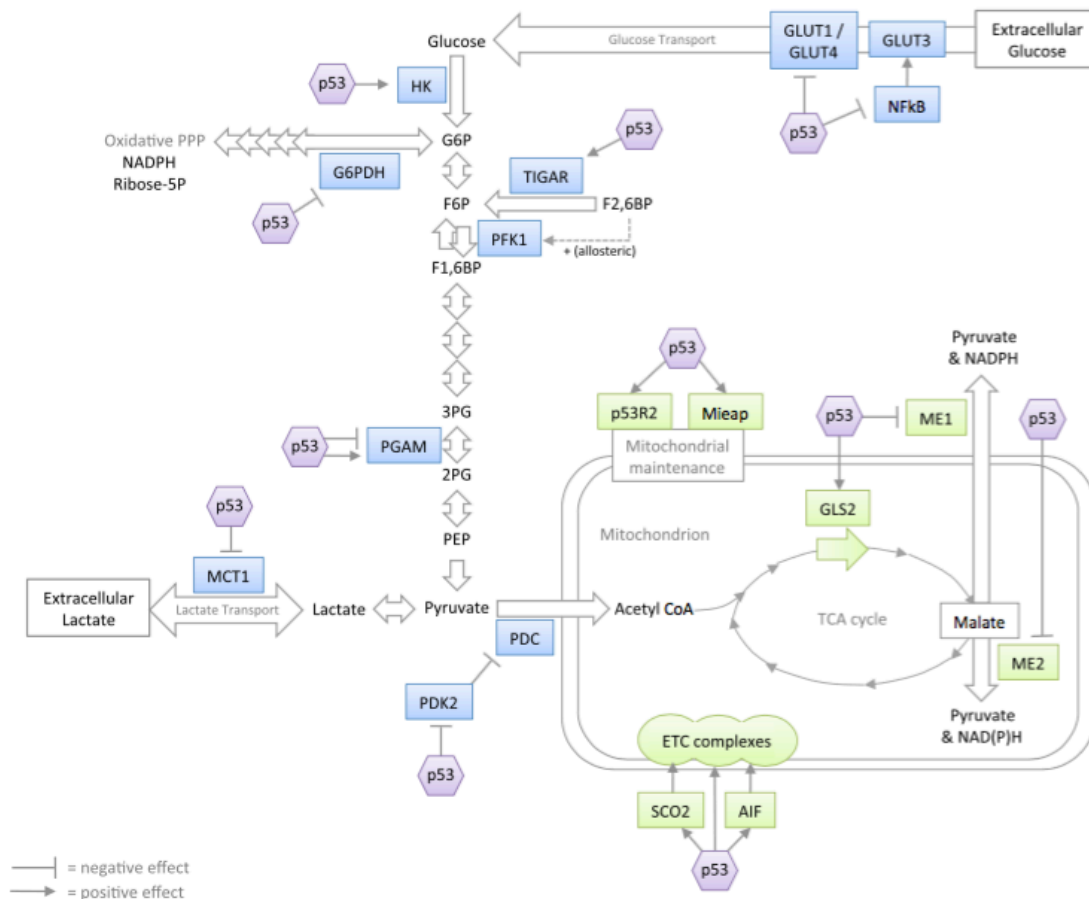 Glucose
Glucose Transport
GLUT1 /
GLUT4
GLUT3
Extracellular
Glucose
p53
HK
NFkB
p53
p53
Oxidative PPP
NADPH
Ribose-5P
G6P
G6PDH
TIGAR
p53
F6P
F2,6BP
PFK1
+ (allosteric)
F1,6BP
p53
Pyruvate
& NADPH
3PG
p53R2
Mieap
p53
ME1
p53
p53
PGAM
Mitochondrial
maintenance
2PG
GLS2
p53
PEP
Mitochondrion
MCT1
Extracellular
Lactate
Lactate Transport
Lactate
Pyruvate
Acetyl CoA
TCA cycle
Malate
PDC
ME2
PDK2
Pyruvate
& NAD(P)H
ETC complexes
p53
SCO2
AIF
p53
= negative effect
= positive effect